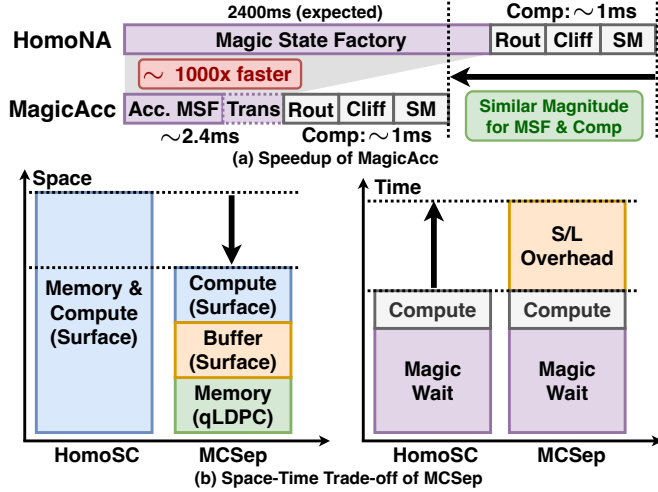 2400ms (expected)
Comp:~1ms
HomoNA
Magic State Factory
Rout
Cliff
SM
~ 1000x faster
MagicAcc
Acc. MSF
Trans
Rout
Cliff
SM
Similar Magnitude
for MSF & Comp
~2.4ms
Comp:~1ms
(a) Speedup of MagicAcc
Space
Memory &
Compute
(Surface)
Compute
(Surface)
Buffer
(Surface)
Memory
(qLDPC)
HomoSC
MCSep
Time
S/L
Overhead
Compute
Compute
Magic
Wait
Magic
Wait
HomoSC
MCSep
(b) Space-Time Trade-off of MCSep